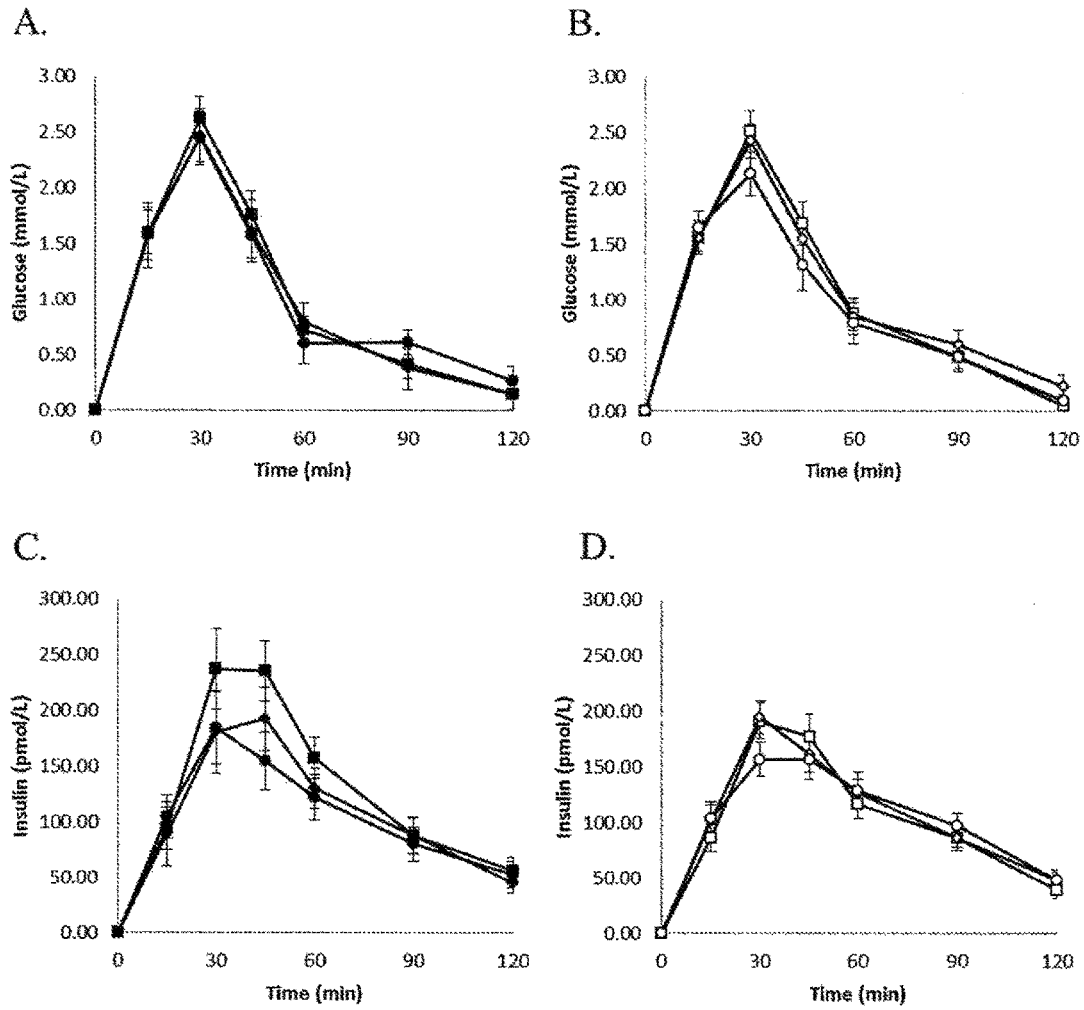 A.
Glucose (mmol/L)
3.00
2.50
2.00
1.50
1.00
0.50
0.00
0 30 60 90 120
Time (min)
B.
Glucose (mmol/L)
3.00
2.50
2.00
1.50
1.00
0.50
0.00
0 30 60 90 120
Time (min)
C.
Insulin (pmol/L)
300.00
250.00
200.00
150.00
100.00
50.00
0.00
0 30 60 90 120
Time (min)
D.
Insulin (pmol/L)
300.00
250.00
200.00
150.00
100.00
50.00
0.00
0 30 60 90 120
Time (min)